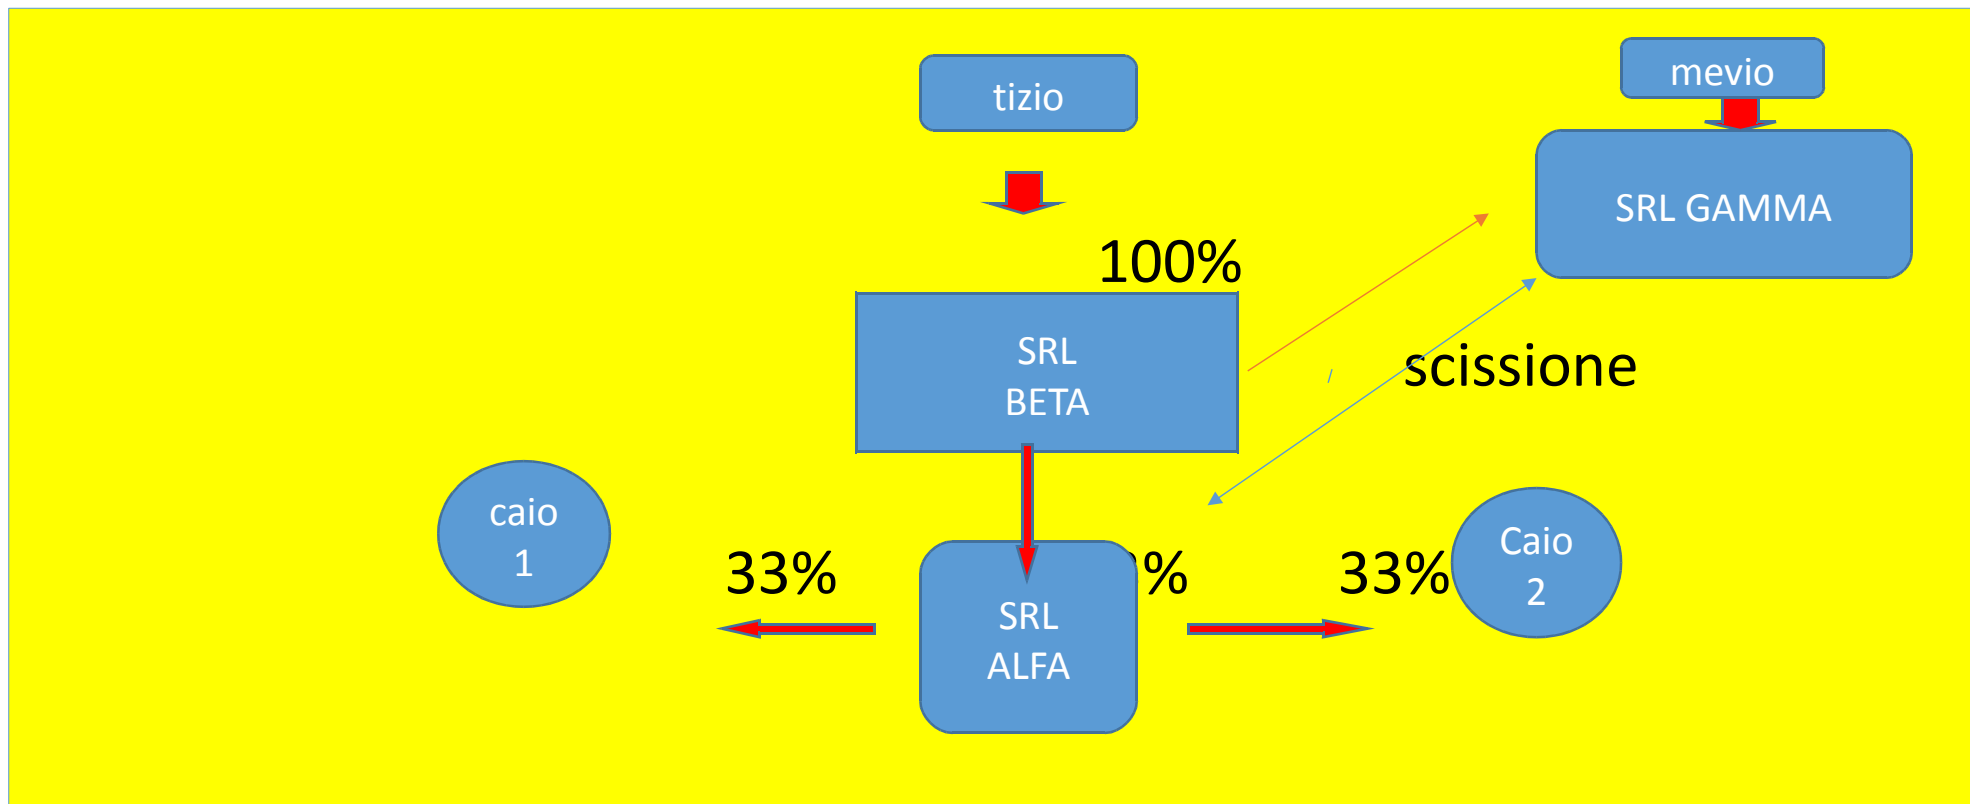 mevio
tizio
SRL GAMMA
100%
SRL
BETA
scissione
caio
1
Caio
2
33%
%
33%
SRL
ALFA